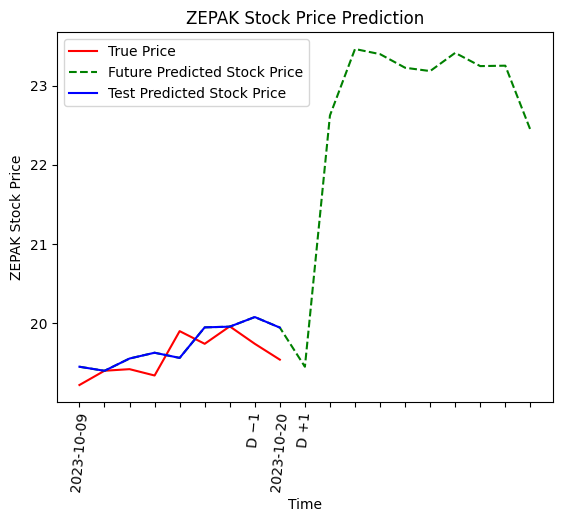 ZEPAK Stock Price Prediction
True Price
Future Predicted Stock Price
Test Predicted Stock Price
ZEPAK Stock Price
23
22
21
20
2023-10-09
D −1
2023-10-20
D +1
Time